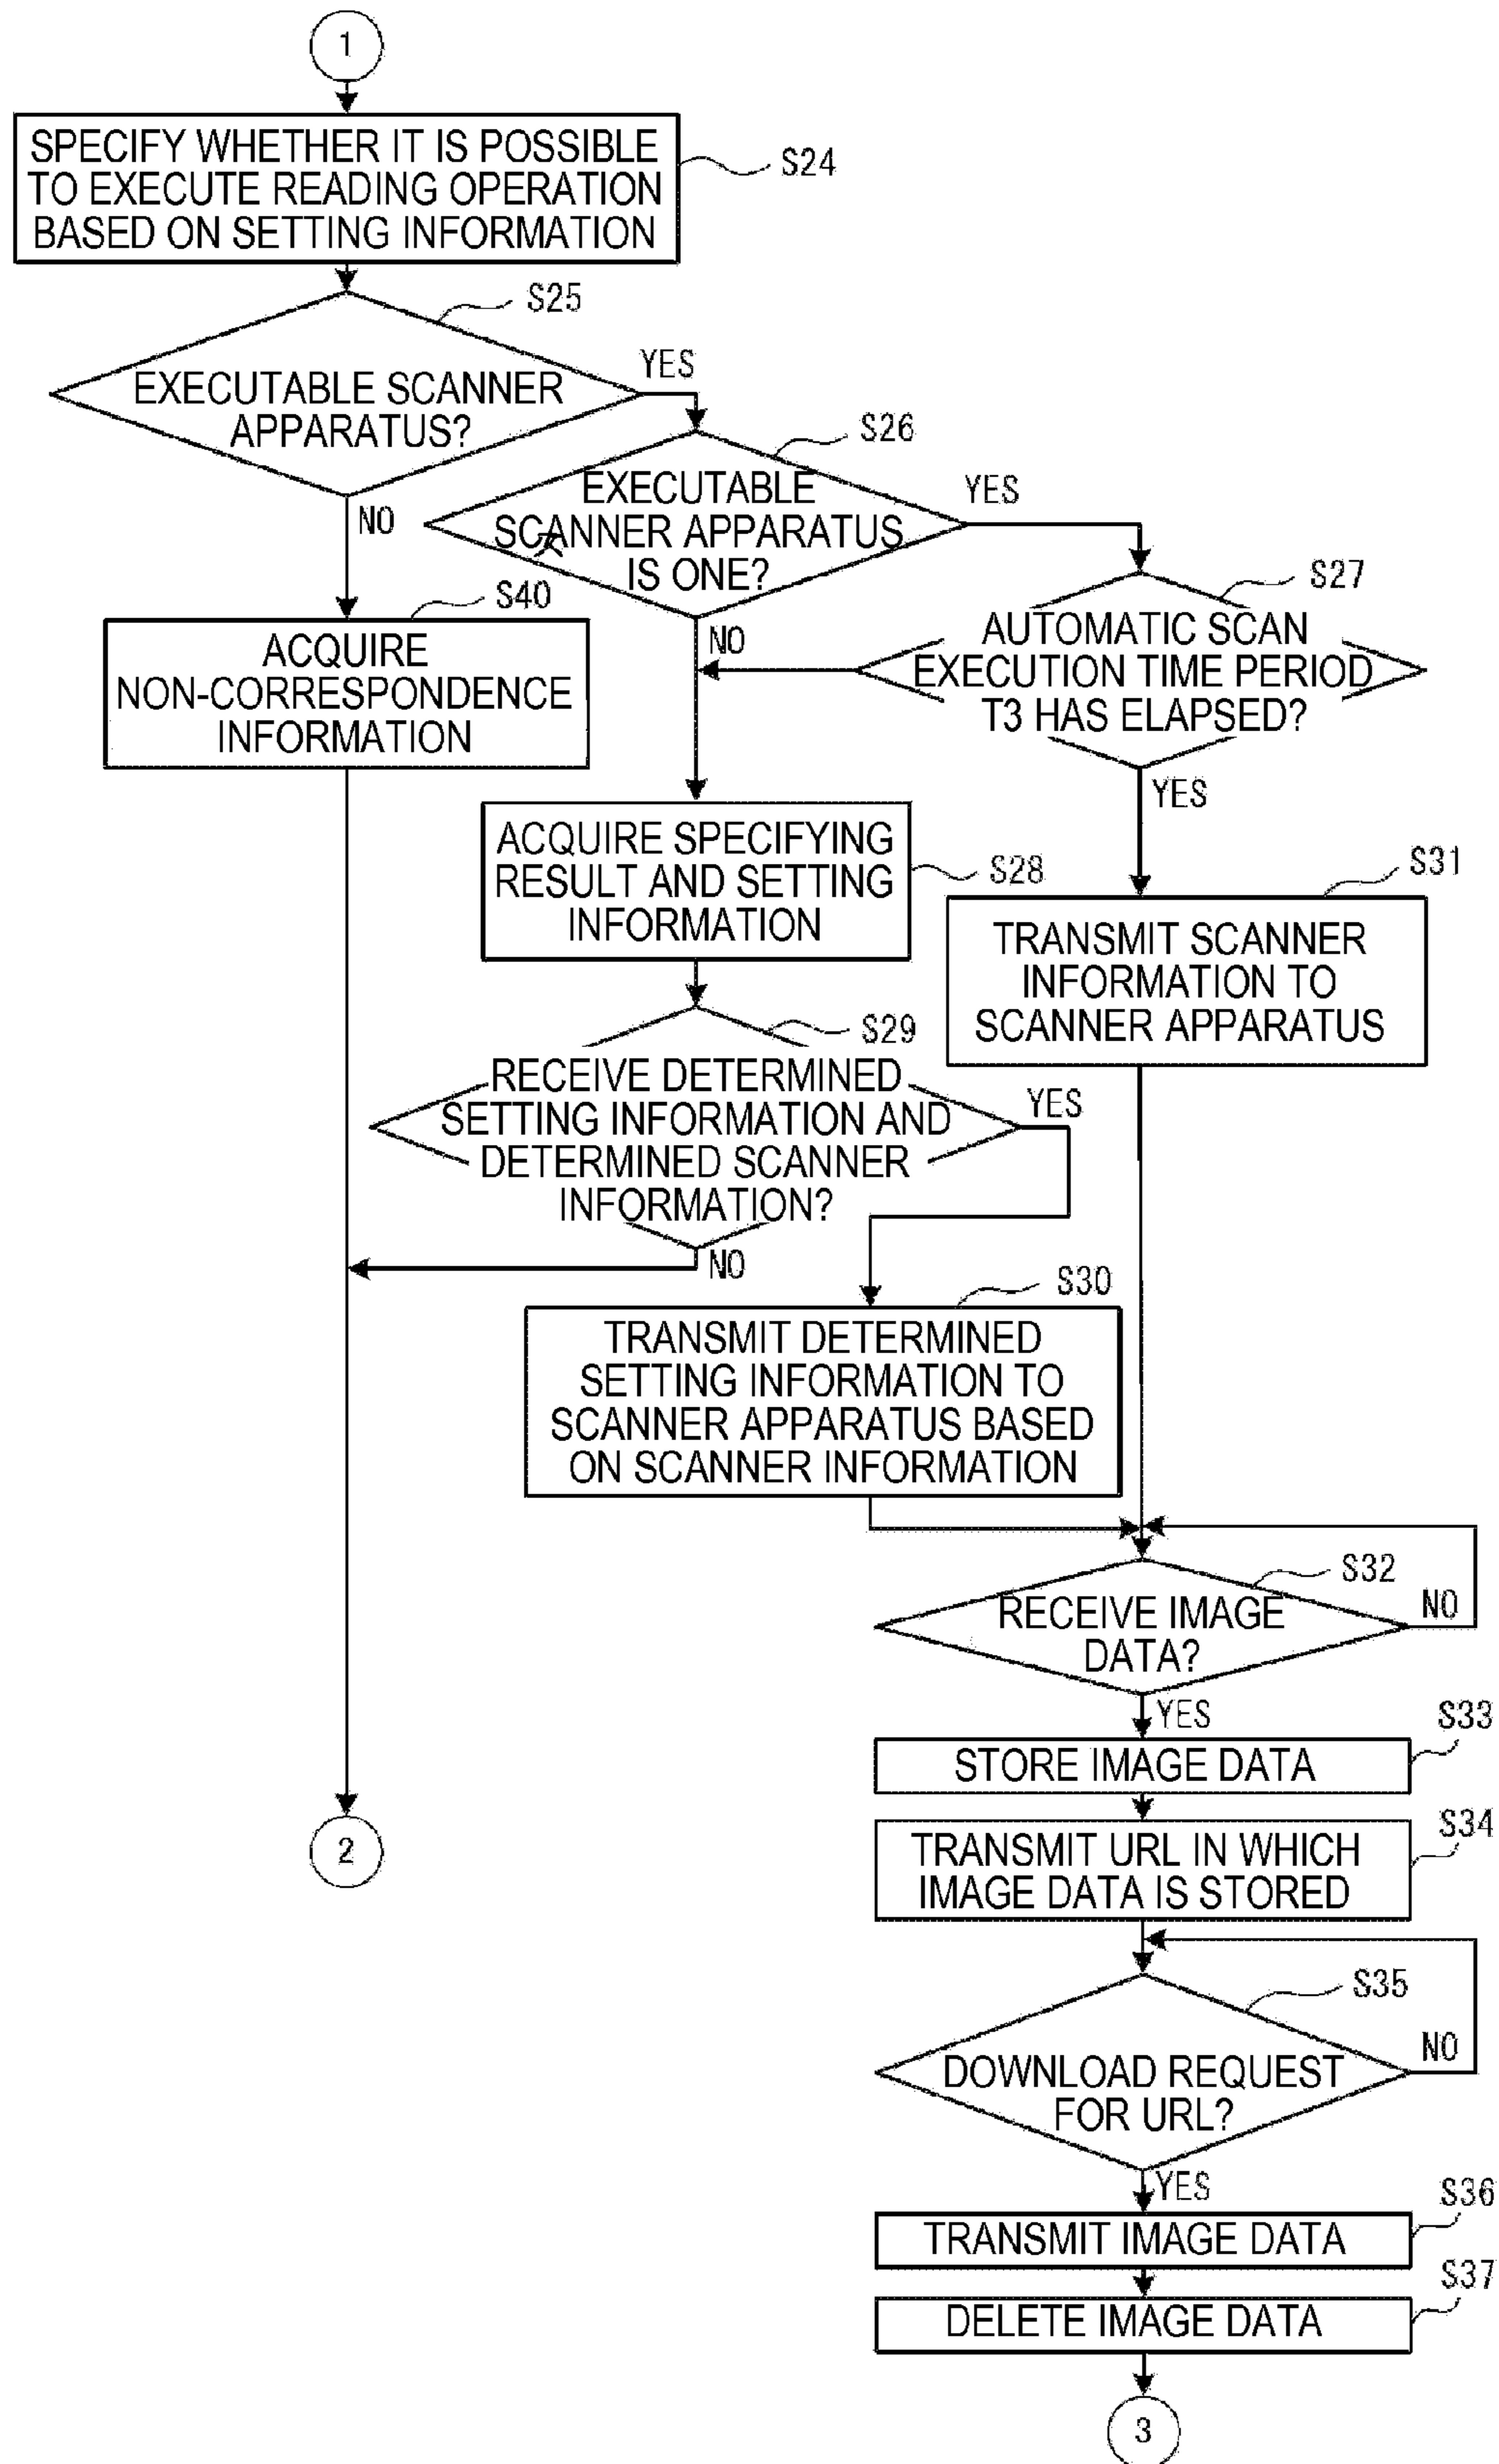 1
SPECIFY WHETHER IT IS POSSIBLE
TO EXECUTE READING OPERATION
BASED ON SETTING INFORMATION
S24
S25
EXECUTABLE SCANNER
APPARATUS?
YES
NO
S26
EXECUTABLE
SCANNER APPARATUS
IS ONE?
YES
NO
S27
AUTOMATIC SCAN
EXECUTION TIME PERIOD
T3 HAS ELAPSED?
YES
S40
ACQUIRE
NON-CORRESPONDENCE
INFORMATION
ACQUIRE SPECIFYING
RESULT AND SETTING
INFORMATION
S28
S31
TRANSMIT SCANNER
INFORMATION TO
SCANNER APPARATUS
S29
RECEIVE DETERMINED
SETTING INFORMATION AND
DETERMINED SCANNER
INFORMATION?
YES
NO
S30
TRANSMIT DETERMINED
SETTING INFORMATION TO
SCANNER APPARATUS BASED
ON SCANNER INFORMATION
S32
RECEIVE IMAGE
DATA?
NO
YES
S33
STORE IMAGE DATA
2
S34
TRANSMIT URL IN WHICH
IMAGE DATA IS STORED
S35
DOWNLOAD REQUEST
FOR URL?
NO
YES
S36
TRANSMIT IMAGE DATA
S37
DELETE IMAGE DATA
3